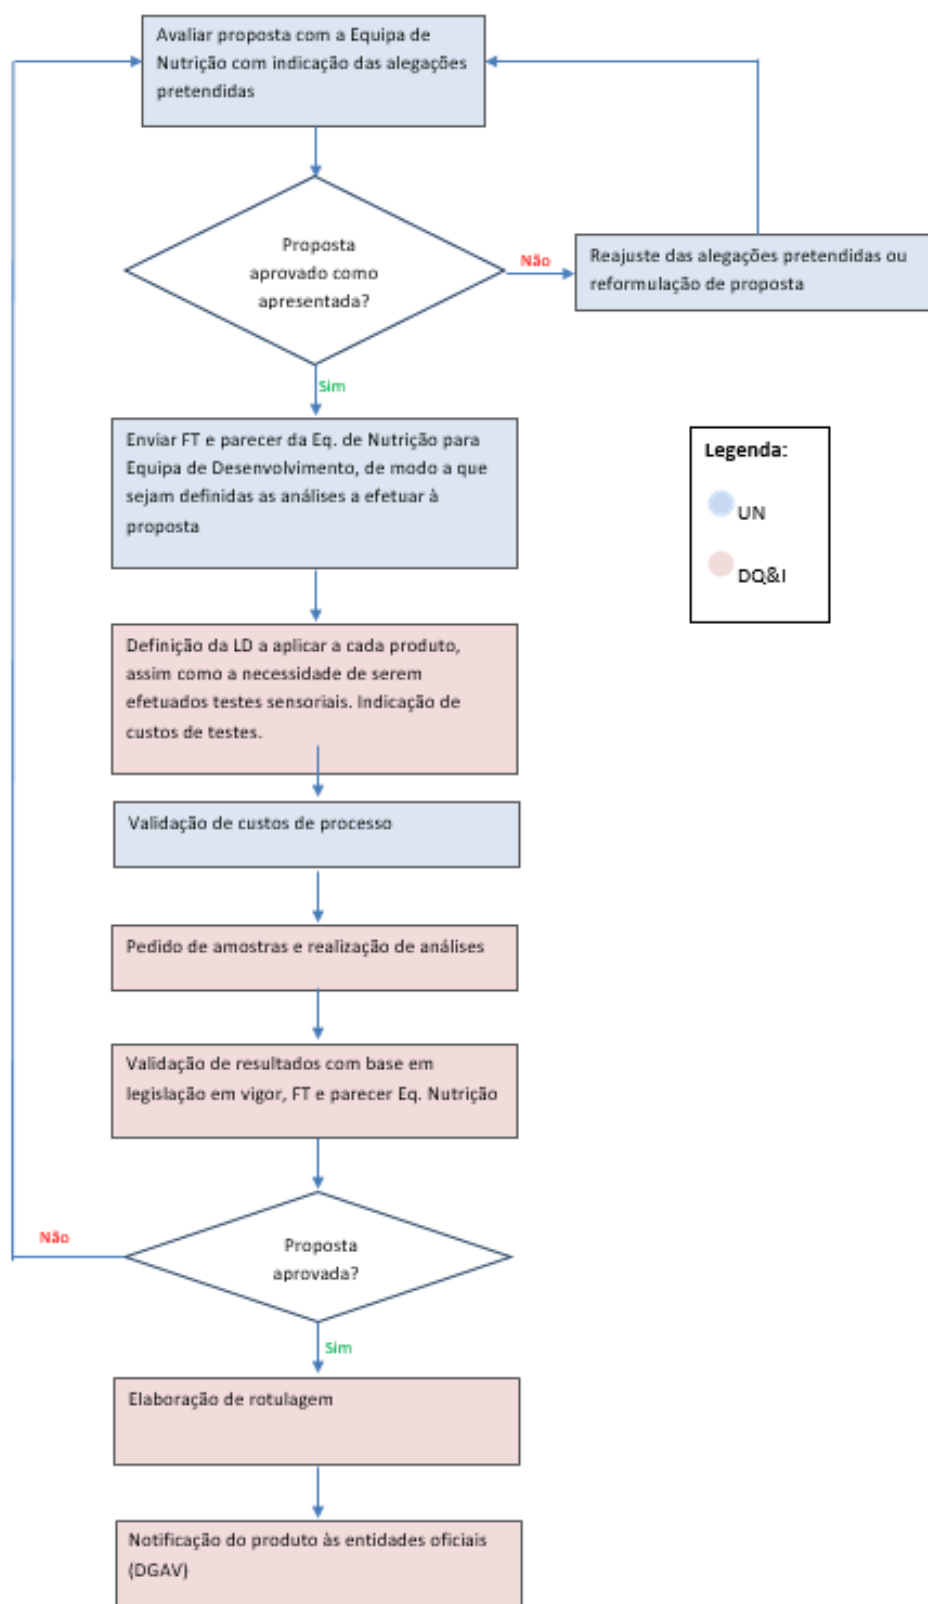 Avaliar proposta com a Equipa de
Nutrição com indicação das alegações
pretendidas
Proposta
aprovado como
apresentada?
Não
Reajuste das alegações pretendidas ou
reformulação de proposta
Sim
Enviar FT e parecer da Eq. de Nutrição para
Equipa de Desenvolvimento, de modo a que
sejam definidas as análises a efetuar à
proposta
Legenda:
UN
DQ&I
Definição da LD a aplicar a cada produto,
assim como a necessidade de serem
efetuados testes sensoriais. Indicação de
custos de testes.
Validação de custos de processo
Pedido de amostras e realização de análises
Validação de resultados com base em
legislação em vigor, FT e parecer Eq. Nutrição
Não
Proposta
aprovada?
Sim
Elaboração de rotulagem
Notificação do produto às entidades oficiais
(DGAV)